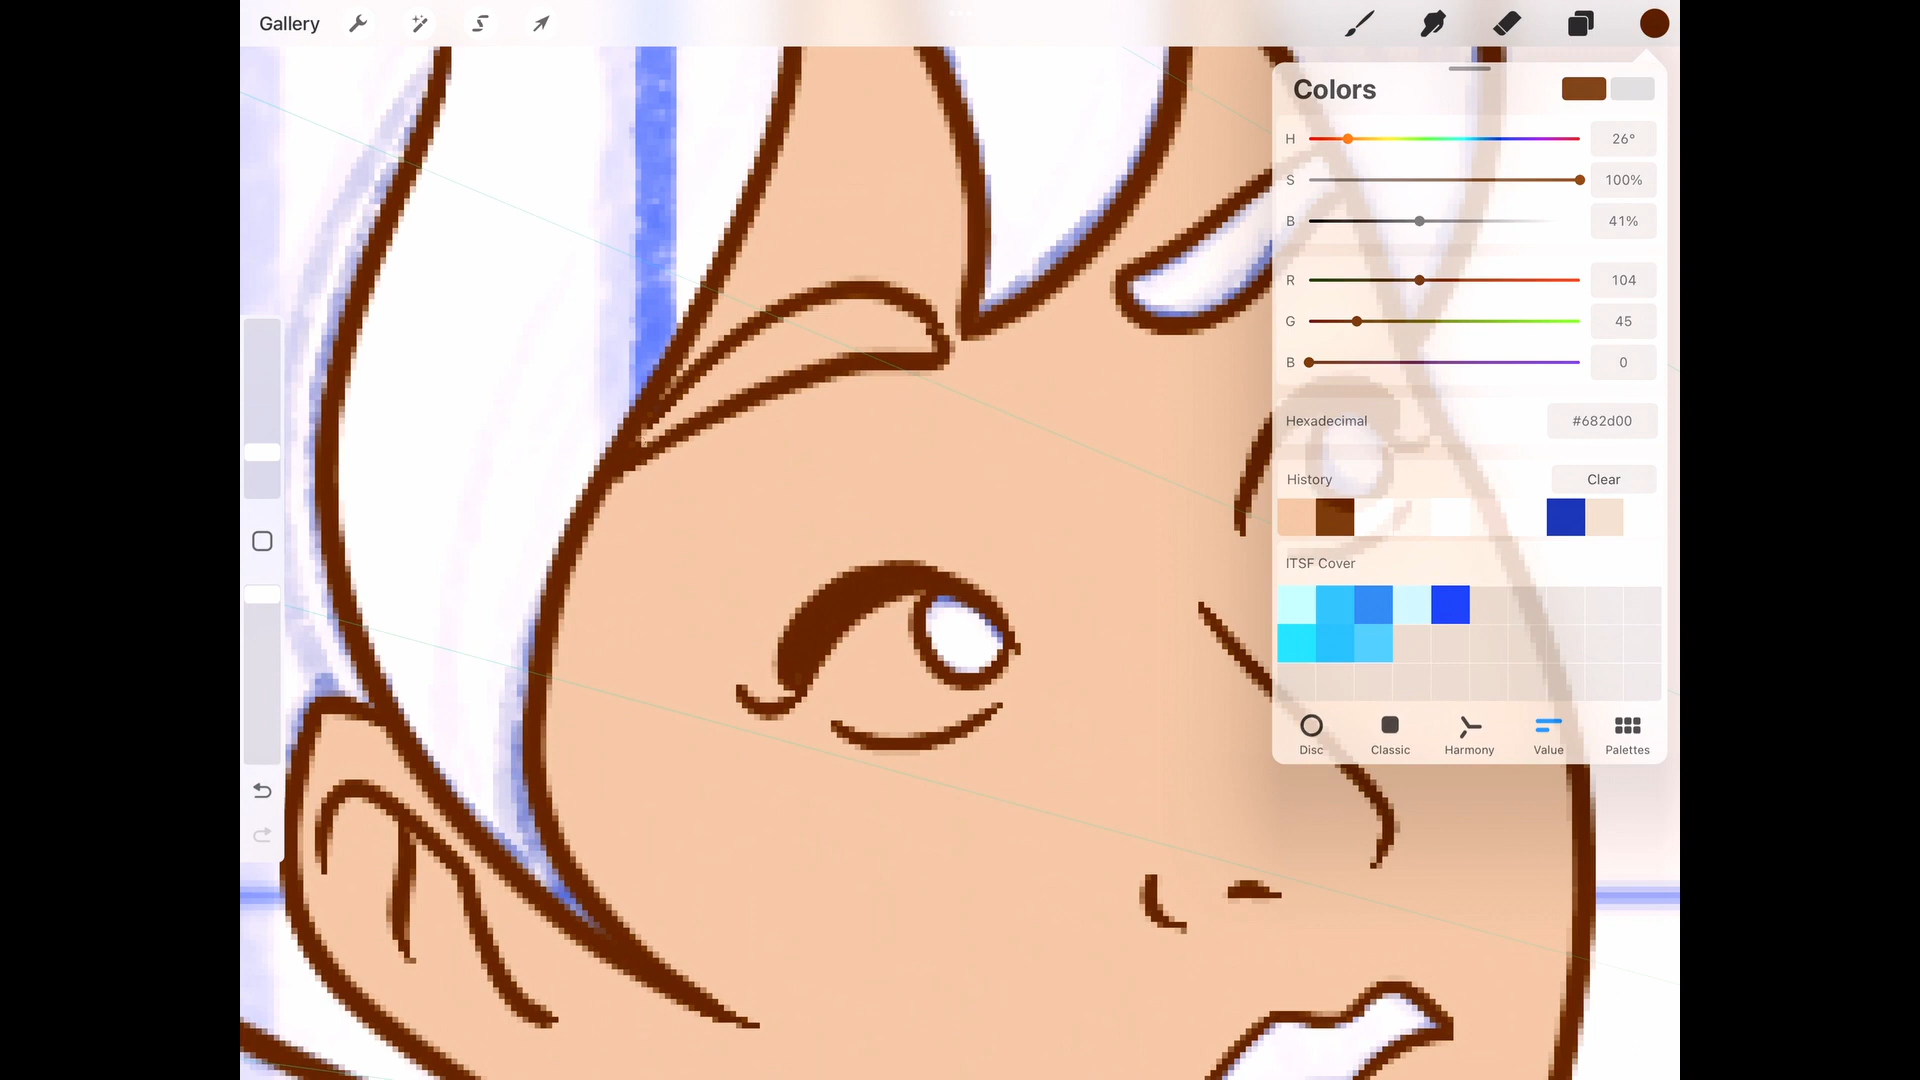 Gallery
Colors
H 26°
S 100%
B 41%
R 104
G 45
B 0
Hexadecimal #682d00
History Clear
ITSF Cover
Disc Classic Harmony Value Palettes